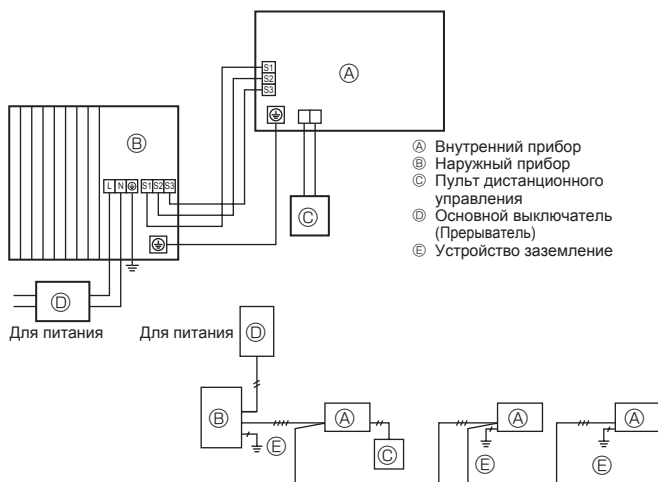 S1
S2
S3
Ⓐ
Ⓑ
L N S1 S2 S3
Ⓒ
Ⓐ Внутренний прибор
Ⓑ Наружный прибор
Ⓒ Пульт дистанционного
управления
Ⓓ Основной выключатель
(Прерыватель)
Ⓔ Устройство заземление
Ⓓ
Для питания
Для питания
Ⓓ
Ⓑ
Ⓔ
Ⓐ
Ⓒ
Ⓐ
Ⓔ
Ⓐ
Ⓔ